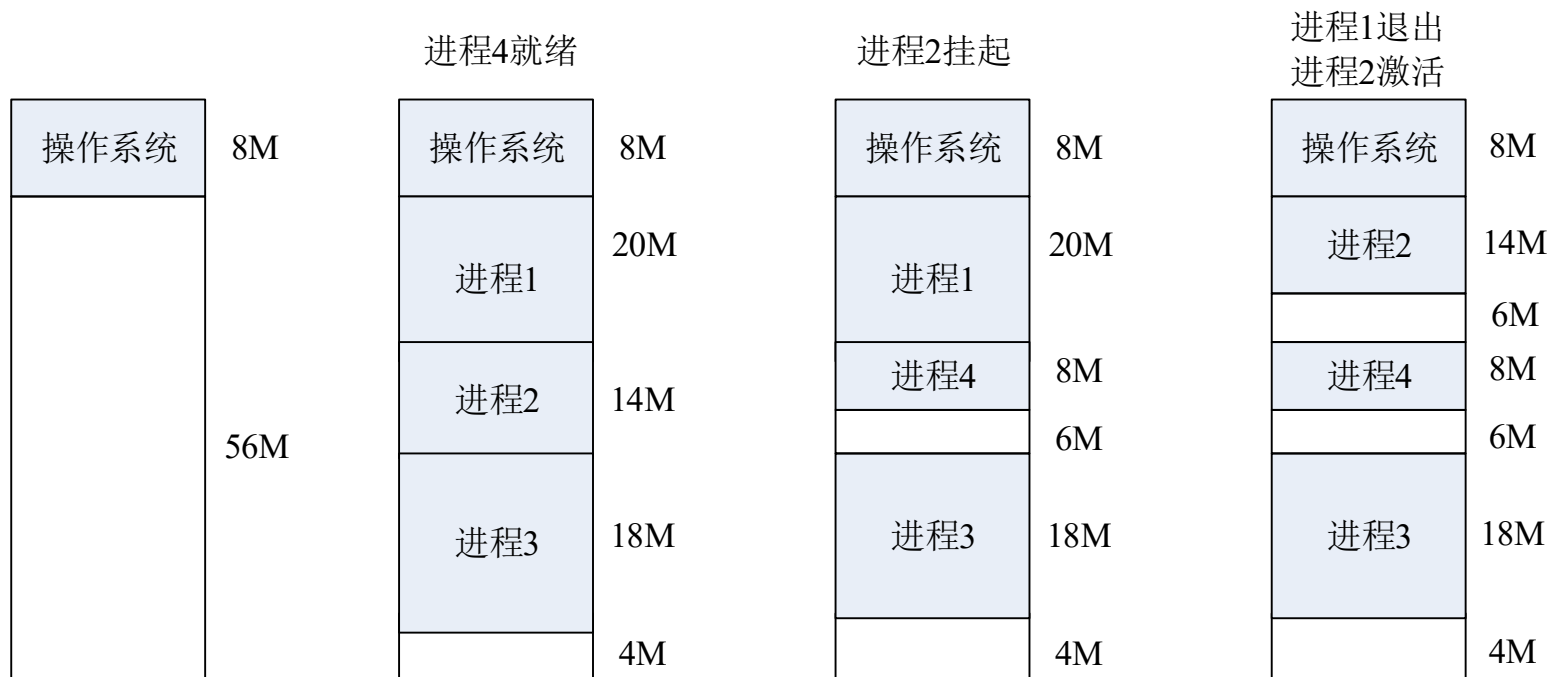 操作系统
8M
56M
进程4就绪
操作系统
8M
进程1
20M
进程2
14M
进程3
18M
4M
进程2挂起
操作系统
8M
进程1
20M
进程4
8M
6M
进程3
18M
4M
进程1退出
进程2激活
操作系统
8M
进程2
14M
6M
进程4
8M
6M
进程3
18M
4M